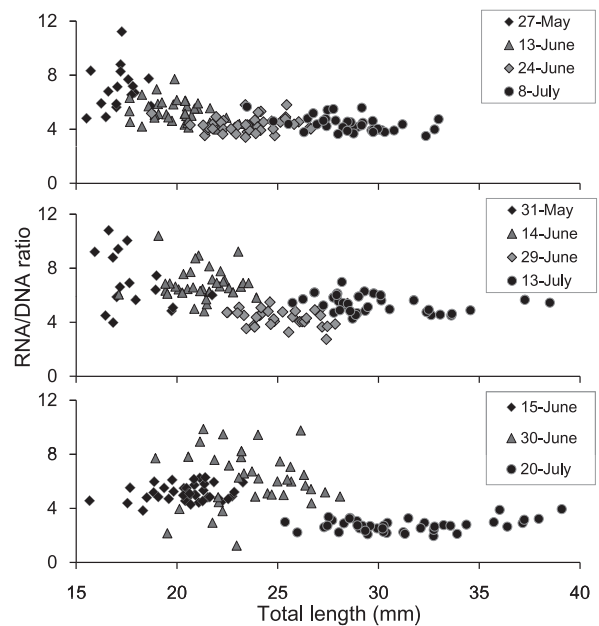 12
8
4
0
27-May
13-June
24-June
8-July
12
8
4
0
31-May
14-June
29-June
13-July
RNA/DNA ratio
12
8
4
0
15-June
30-June
20-July
15 20 25 30 35 40
Total length (mm)